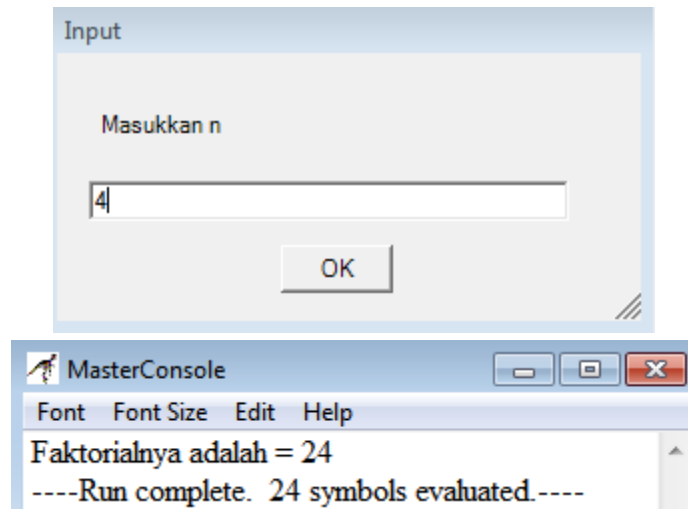 Input
Masukkan n
4
OK
MasterConsole
Font Font Size Edit Help
Faktorialnya adalah = 24
----Run complete.  24 symbols evaluated.----